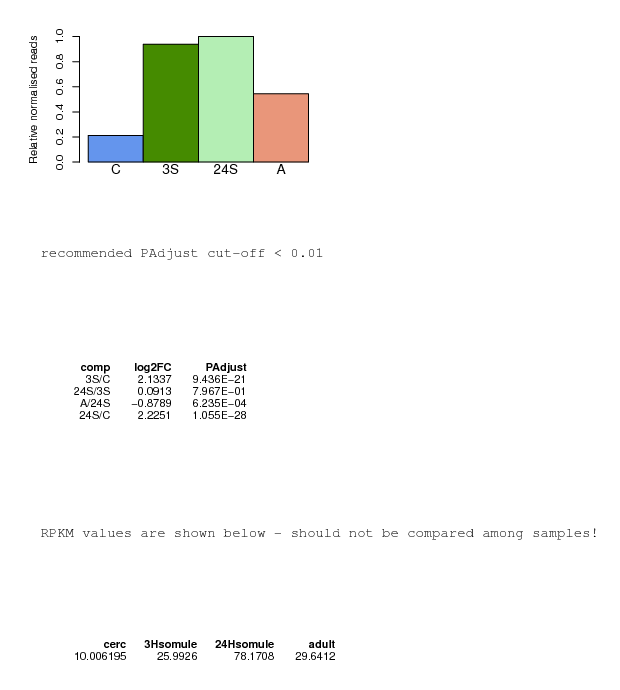 Relative normalised reads
1.0
0.8
0.6
0.4
0.2
0.0
C 3S 24S A
recommended PAdjust cut-off < 0.01
comp log2FC PAdjust
3S/C 2.1337 9.436E−21
24S/3S 0.0913 7.967E−01
A/24S −0.8789 6.235E−04
24S/C 2.2251 1.055E−28
RPKM values are shown below - should not be compared among samples!
cerc 3Hsomule 24Hsomule adult
10.006195 25.9926 78.1708 29.6412